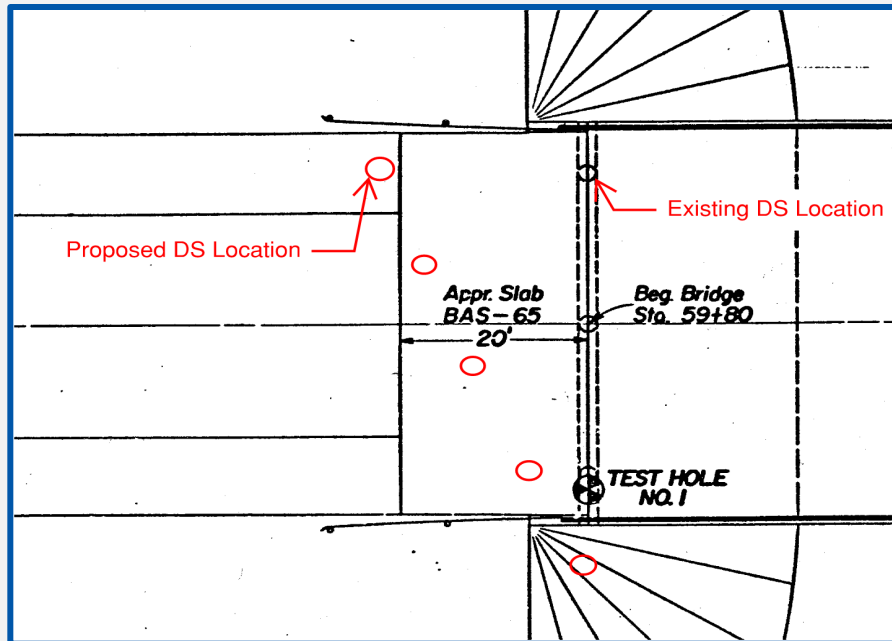 Proposed DS Location
Existing DS Location
Appr. Slab
BAS-65
20'
Beg. Bridge
Sta. 59+80
TEST HOLE
NO. 1